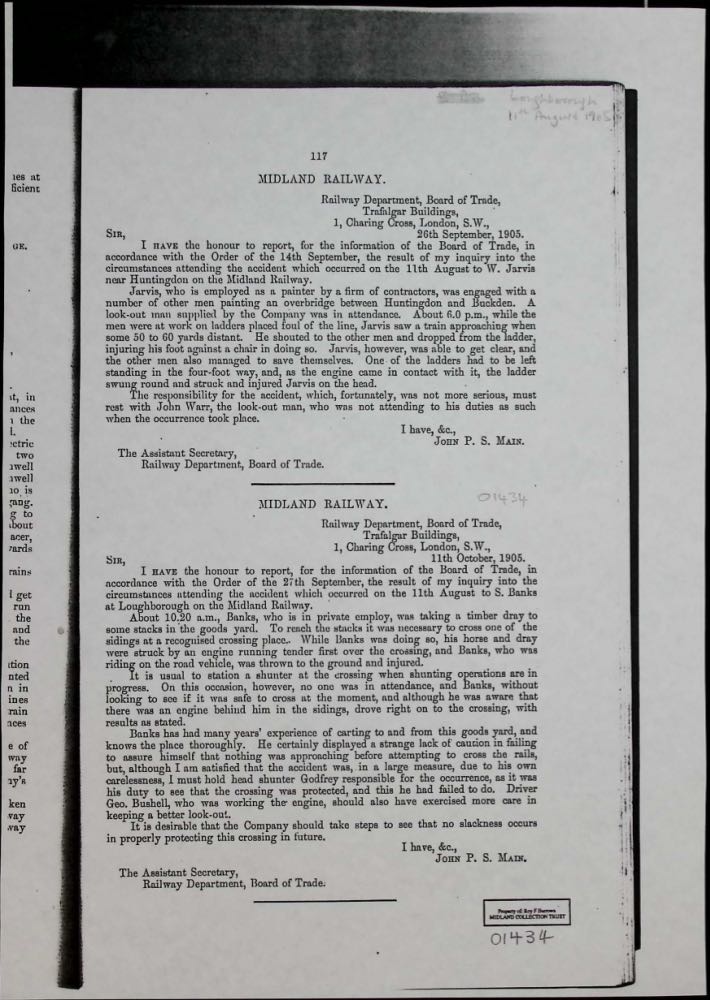 Loughborough
11th August 1905
117
MIDLAND RAILWAY.
Railway Department, Board of Trade,
Trafalgar Buildings,
1, Charing Cross, London, S.W.,
SIR, 26th September, 1905.
I HAVE the honour to report, for the information of the Board of Trade, in
accordance with the Order of the 14th September, the result of my inquiry into the
circumstances attending the accident which occurred on the 11th August to W. Jarvis
near Huntingdon on the Midland Railway.
Jarvis, who is employed as a painter by a firm of contractors, was engaged with a
number of other men painting an overbridge between Huntingdon and Buckden. A
look-out man supplied by the Company was in attendance. About 6.0 p.m., while the
men were at work on ladders placed foul of the line, Jarvis saw a train approaching when
some 50 to 60 yards distant. He shouted to the other men and dropped from the ladder,
injuring his foot against a chair in doing so. Jarvis, however, was able to get clear, and
the other men also managed to save themselves. One of the ladders had to be left
standing in the four-foot way, and, as the engine came in contact with it, the ladder
swung round and struck and injured Jarvis on the head.
The responsibility for the accident, which, fortunately, was not more serious, must
rest with John Warr, the look-out man, who was not attending to his duties as such
when the occurrence took place.
I have, &c.,
JOHN P. S. MAIN.
The Assistant Secretary,
Railway Department, Board of Trade.
01434
MIDLAND RAILWAY.
Railway Department, Board of Trade,
Trafalgar Buildings,
1, Charing Cross, London, S.W.,
SIR, 11th October, 1905.
I HAVE the honour to report, for the information of the Board of Trade, in
accordance with the Order of the 27th September, the result of my inquiry into the
circumstances attending the accident which occurred on the 11th August to S. Banks
at Loughborough on the Midland Railway.
About 10.20 a.m., Banks, who is in private employ, was taking a timber dray to
some stacks in the goods yard. To reach the stacks it was necessary to cross one of the
sidings at a recognised crossing place. While Banks was doing so, his horse and dray
were struck by an engine running tender first over the crossing, and Banks, who was
riding on the road vehicle, was thrown to the ground and injured.
It is usual to station a shunter at the crossing when shunting operations are in
progress. On this occasion, however, no one was in attendance, and Banks, without
looking to see if it was safe to cross at the moment, and although he was aware that
there was an engine behind him in the sidings, drove right on to the crossing, with
results as stated.
Banks has had many years' experience of carting to and from this goods yard, and
knows the place thoroughly. He certainly displayed a strange lack of caution in failing
to assure himself that nothing was approaching before attempting to cross the rails,
but, although I am satisfied that the accident was, in a large measure, due to his own
carelessness, I must hold head shunter Godfrey responsible for the occurrence, as it was
his duty to see that the crossing was protected, and this he had failed to do. Driver
Geo. Bushell, who was working the engine, should also have exercised more care in
keeping a better look-out.
It is desirable that the Company should take steps to see that no slackness occurs
in properly protecting this crossing in future.
I have, &c.,
JOHN P. S. MAIN.
The Assistant Secretary,
Railway Department, Board of Trade.
Property of: Roy F Burrows
MIDLAND COLLECTION TRUST
01434